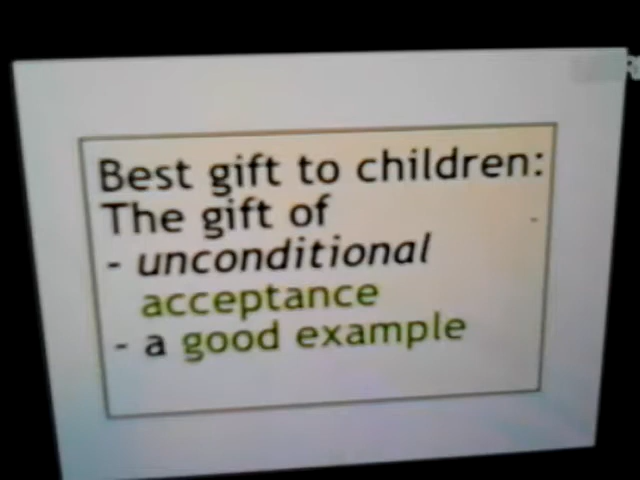 Best gift to children:
The gift of
- unconditional
acceptance
- a good example